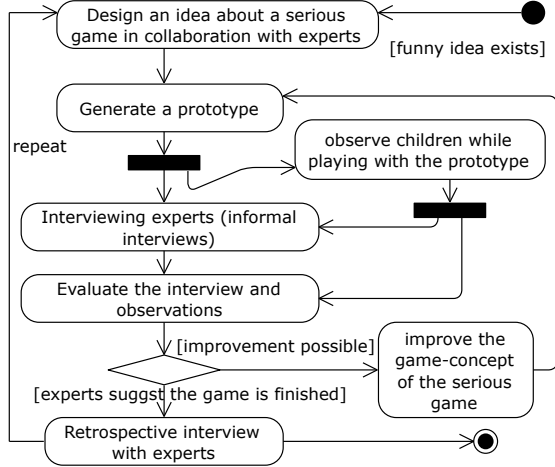 Design an idea about a serious
game in collaboration with experts
[funny idea exists]
Generate a prototype
repeat
observe children while
playing with the prototype
Interviewing experts (informal
interviews)
Evaluate the interview and
observations
[improvement possible]
improve the
game-concept
of the serious
game
[experts suggst the game is finished]
Retrospective interview
with experts